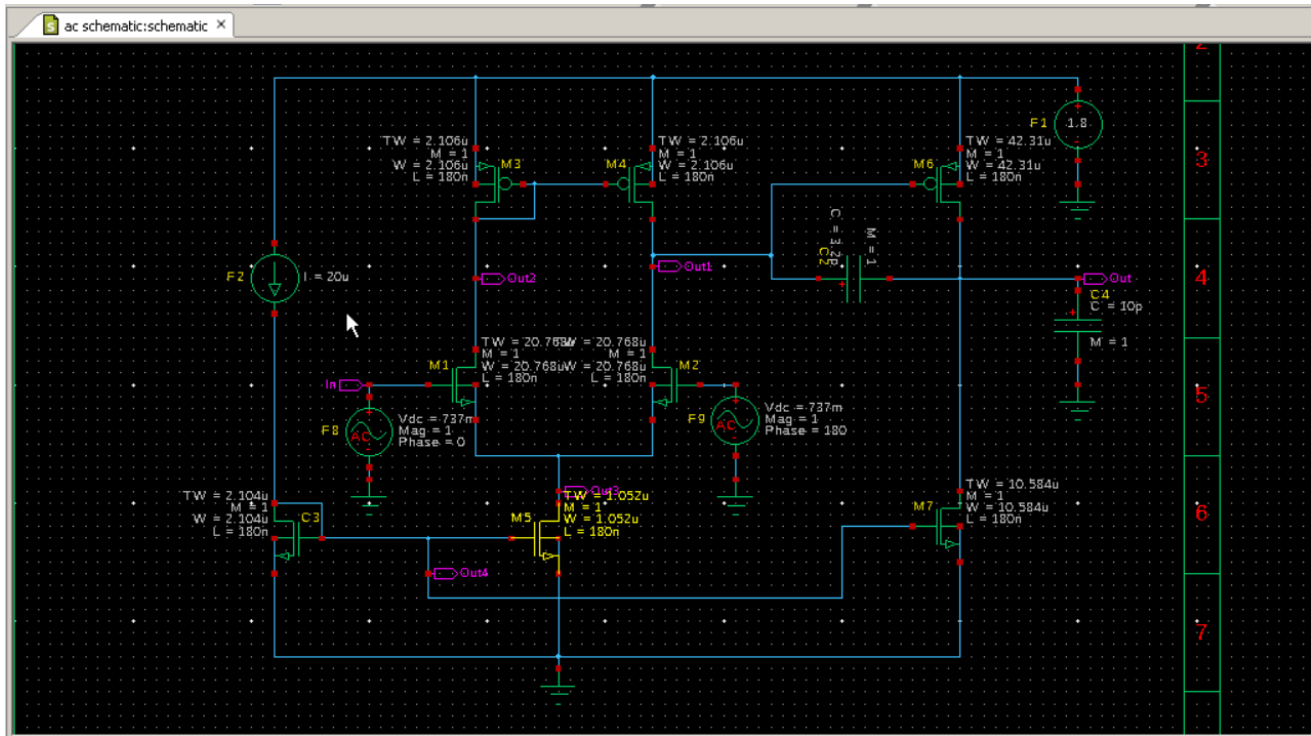 ac schematic:schematic
2
F1
1.8
3
TW = 2.106u
M = 1
W = 2.106u
L = 180n
M3
M4
TW = 2.106u
M = 1
W = 2.106u
L = 180n
TW = 42.31u
M = 1
W = 42.31u
L = 180n
M6
F2
I = 20u
Out2
Out1
C = 3.2p
C2
M = 1
Out
C4
C = 10p
M = 1
4
TW = 20.768u
M = 1
W = 20.768u
L = 180n
M1
TW = 20.768u
M = 1
W = 20.768u
L = 180n
M2
In
F8
AC
Vdc = 737m
Mag = 1
Phase = 0
F9
AC
Vdc = 737m
Mag = 1
Phase = 180
5
TW = 2.104u
M = 1
W = 2.104u
L = 180n
C3
Out3
TW = 1.052u
M = 1
W = 1.052u
L = 180n
M5
TW = 10.584u
M = 1
W = 10.584u
L = 180n
M7
6
Out4
7